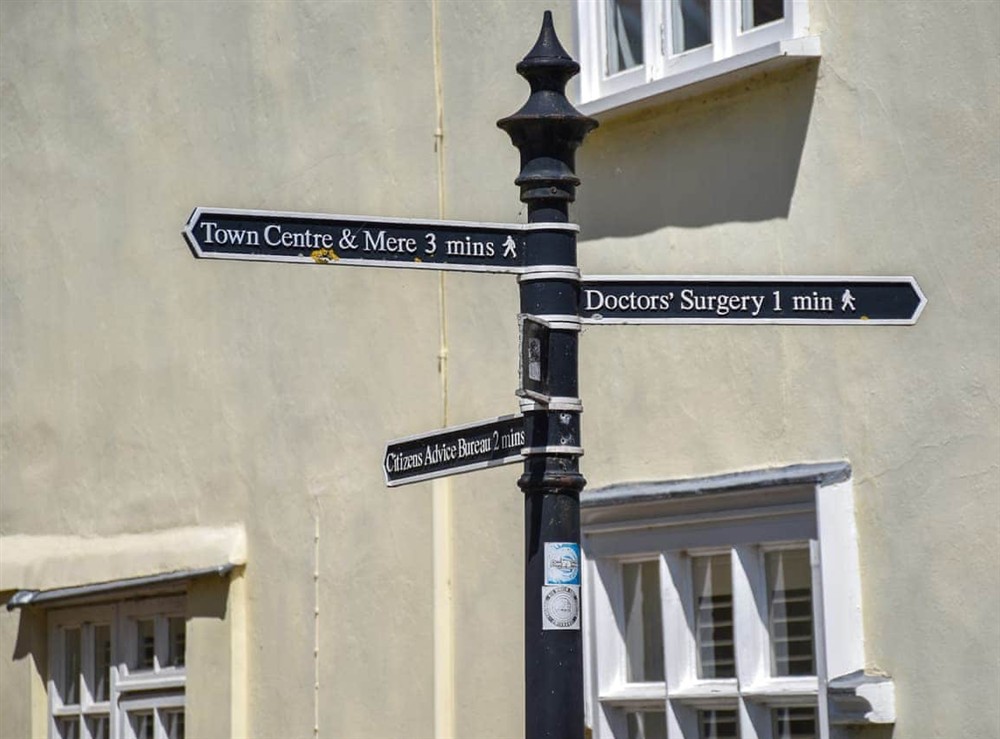 Town Centre & Mere 3 mins
Doctors' Surgery 1 min
Citizens Advice Bureau 2 mins